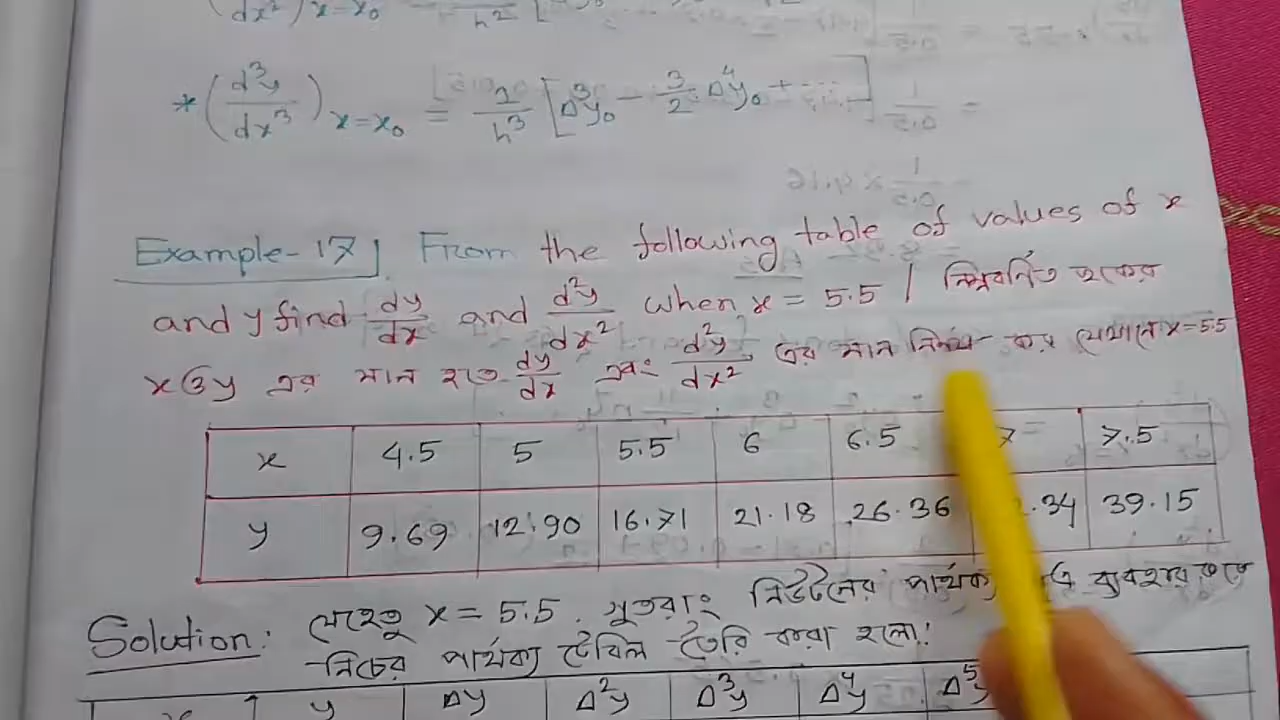 * (d³y/dx³) x=x₀ = 1/h³ [Δ³y₀ − 3/2 Δ⁴y₀ + ....]
Example-17] From the following table of values of x
and y find dy/dx and d²y/dx² when x = 5.5 | নিম্নবর্নিত ছকের
x ও y এর মান হতে dy/dx এবং d²y/dx² এর মান নির্ণয় কর যেখানে x=5.5
x 4.5 5 5.5 6 6.5 7 7.5
y 9.69 12.90 16.71 21.18 26.36 .34 39.15
Solution: যেহেতু x = 5.5. সুতরাং নিউটনের পার্থক্য ব্যবহার
নিচের পার্থক্য টেবিল তৈরি করা হলো:
x y Δy Δ²y Δ³y Δ⁴y Δ⁵y